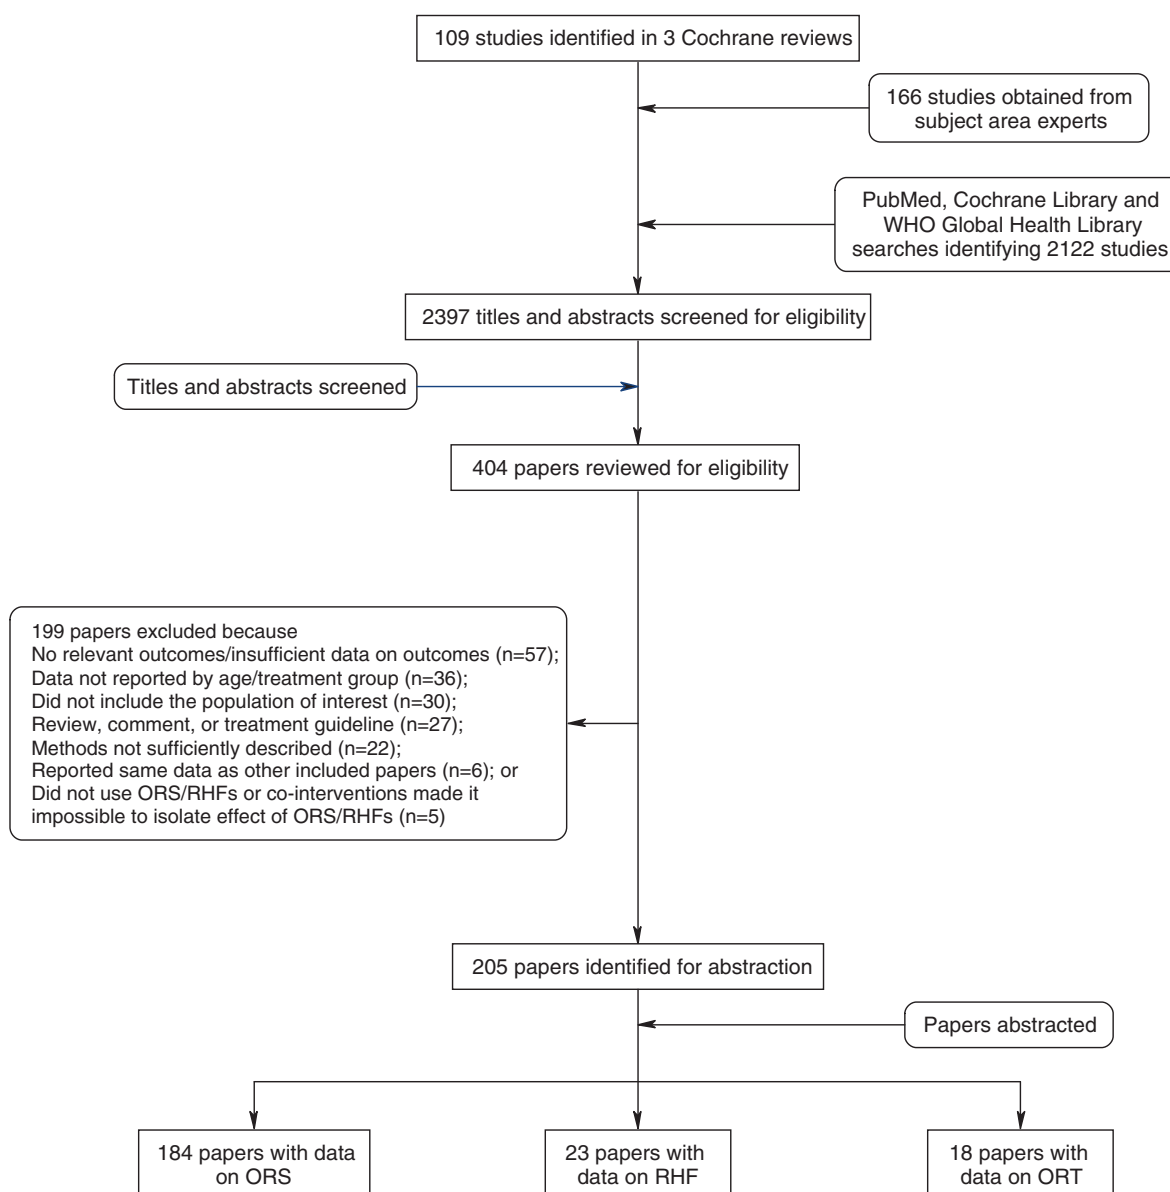 109 studies identified in 3 Cochrane reviews
166 studies obtained from
subject area experts
PubMed, Cochrane Library and
WHO Global Health Library
searches identifying 2122 studies
2397 titles and abstracts screened for eligibility
Titles and abstracts screened
404 papers reviewed for eligibility
199 papers excluded because
No relevant outcomes/insufficient data on outcomes (n=57);
Data not reported by age/treatment group (n=36);
Did not include the population of interest (n=30);
Review, comment, or treatment guideline (n=27);
Methods not sufficiently described (n=22);
Reported same data as other included papers (n=6); or
Did not use ORS/RHFs or co-interventions made it
impossible to isolate effect of ORS/RHFs (n=5)
205 papers identified for abstraction
Papers abstracted
184 papers with data
on ORS
23 papers with
data on RHF
18 papers with
data on ORT